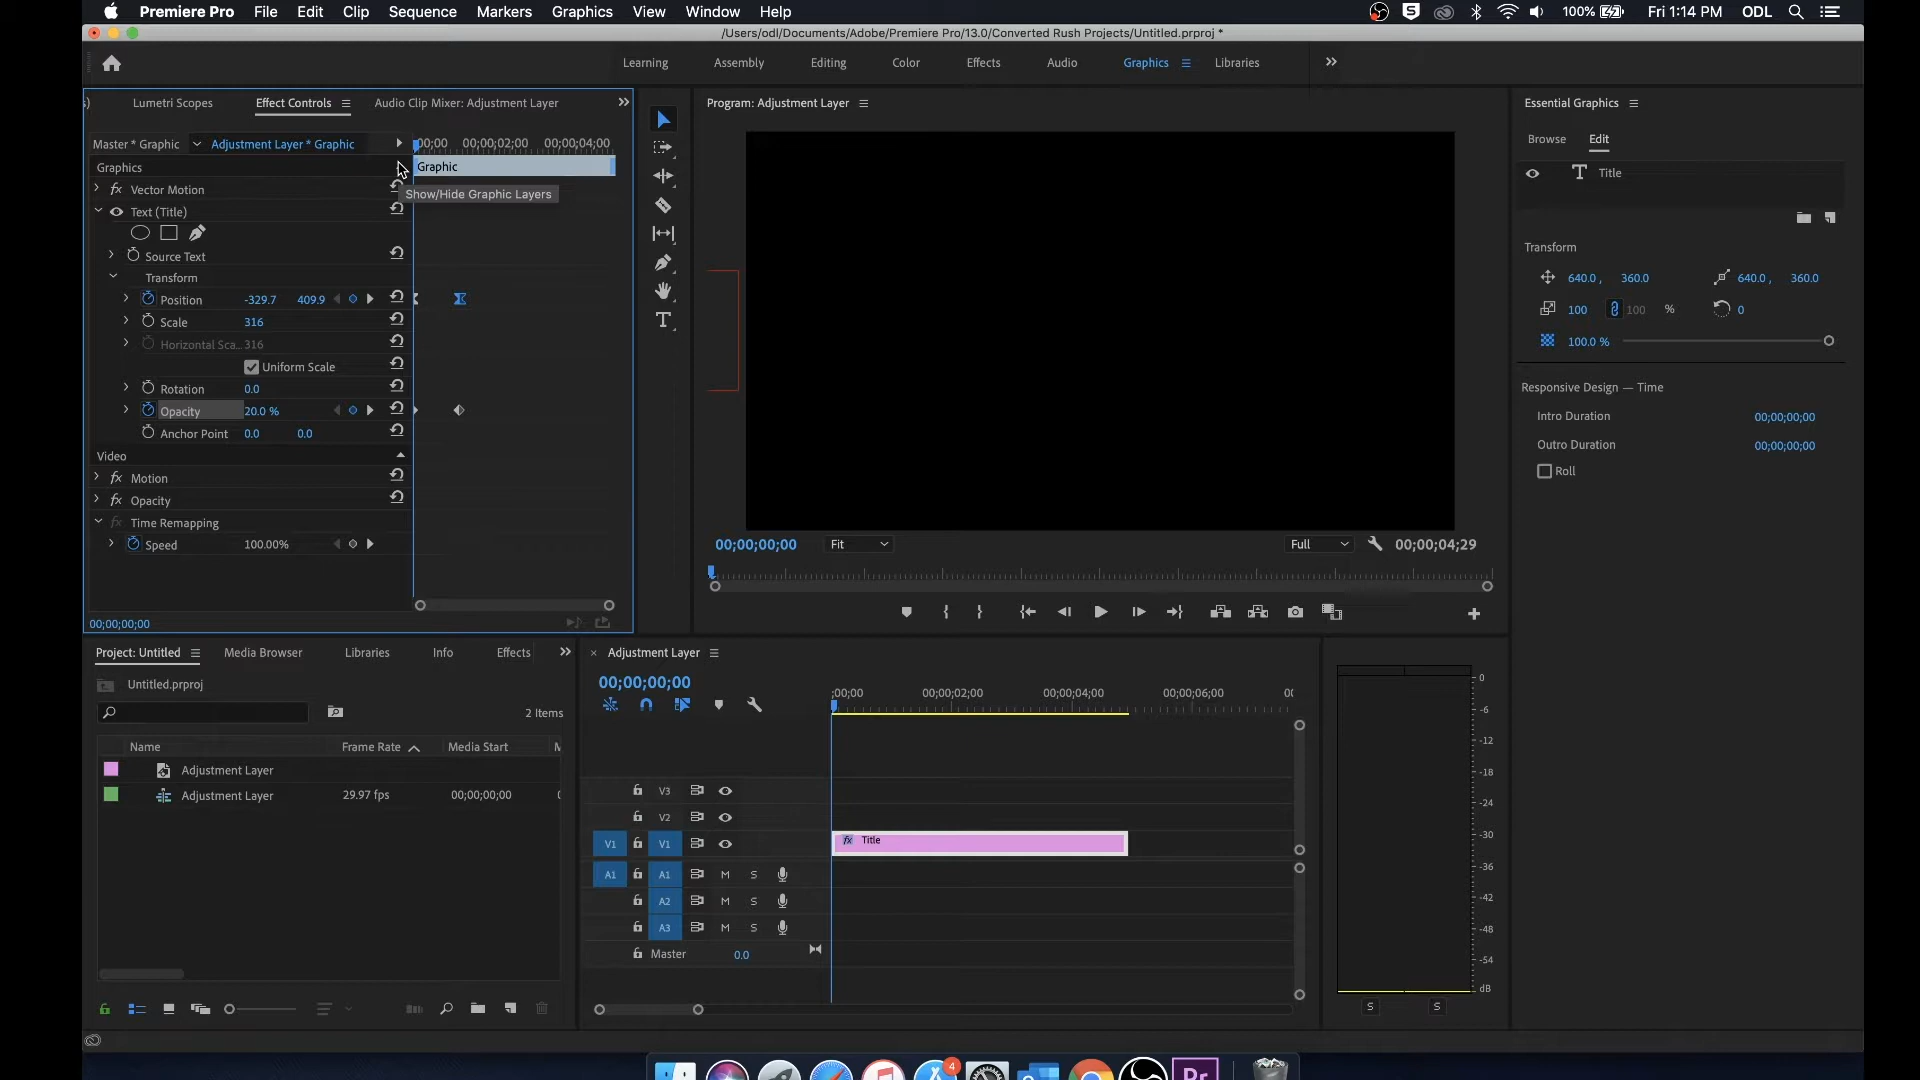 Premiere Pro File Edit Clip Sequence Markers Graphics View Window Help 100% Fri 1:14 PM ODL
/Users/odl/Documents/Adobe/Premiere Pro/13.0/Converted Rush Projects/Untitled.prproj *
Learning Assembly Editing Color Effects Audio Graphics Libraries
Lumetri Scopes Effect Controls Audio Clip Mixer: Adjustment Layer
Master * Graphic Adjustment Layer * Graphic 00;00 00;00;02;00 00;00;04;00
Graphics Graphic
Show/Hide Graphic Layers
fx Vector Motion
Text (Title)
Source Text
Transform
Position -329.7 409.9
Scale 316
Horizontal Sca... 316
Uniform Scale
Rotation 0.0
Opacity 20.0 %
Anchor Point 0.0 0.0
Video
fx Motion
fx Opacity
fx Time Remapping
Speed 100.00%
00;00;00;00
Program: Adjustment Layer
00;00;00;00 Fit Full 00;00;04;29
Essential Graphics
Browse Edit
T Title
Transform
640.0 , 360.0 640.0 , 360.0
100 100 % 0
100.0 %
Responsive Design — Time
Intro Duration 00;00;00;00
Outro Duration 00;00;00;00
Roll
Project: Untitled Media Browser Libraries Info Effects
Untitled.prproj
2 Items
Name Frame Rate Media Start
Adjustment Layer
Adjustment Layer 29.97 fps 00;00;00;00
× Adjustment Layer
00;00;00;00
;00;00 00;00;02;00 00;00;04;00 00;00;06;00 00
V3
V2
V1 V1 fx Title
A1 A1 M S
A2 M S
A3 M S
Master 0.0
0
-6
-12
-18
-24
-30
-36
-42
-48
-54
dB
S S
4
Pr